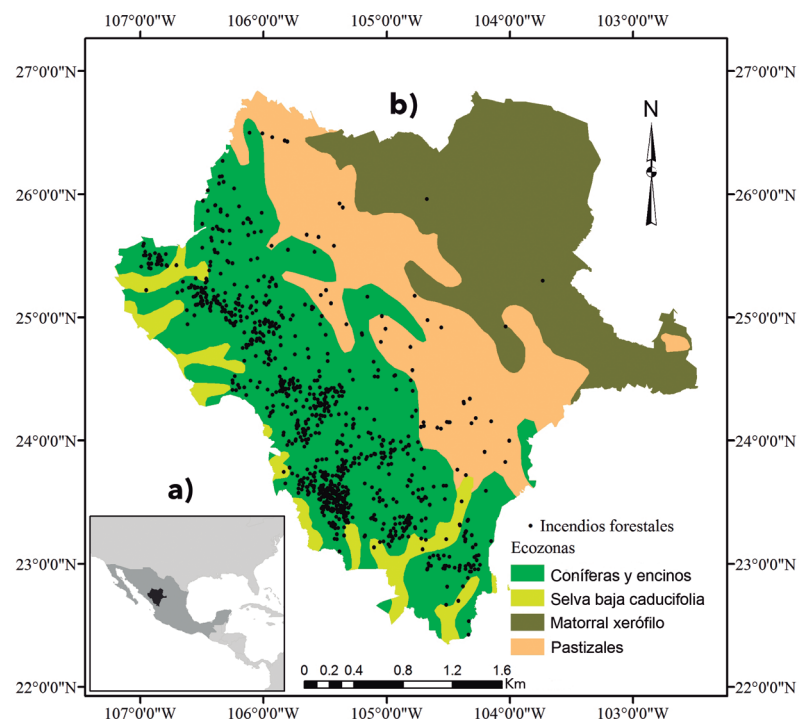 107°0'0"W 106°0'0"W 105°0'0"W 104°0'0"W 103°0'0"W
27°0'0"N 27°0'0"N
b)
N
26°0'0"N 26°0'0"N
25°0'0"N 25°0'0"N
24°0'0"N 24°0'0"N
a)
Incendios forestales
Ecozonas
23°0'0"N 23°0'0"N
Coníferas y encinos
Selva baja caducifolia
Matorral xerófilo
Pastizales
0 0.2 0.4 0.8 1.2 1.6
Km
22°0'0"N 22°0'0"N
107°0'0"W 106°0'0"W 105°0'0"W 104°0'0"W 103°0'0"W